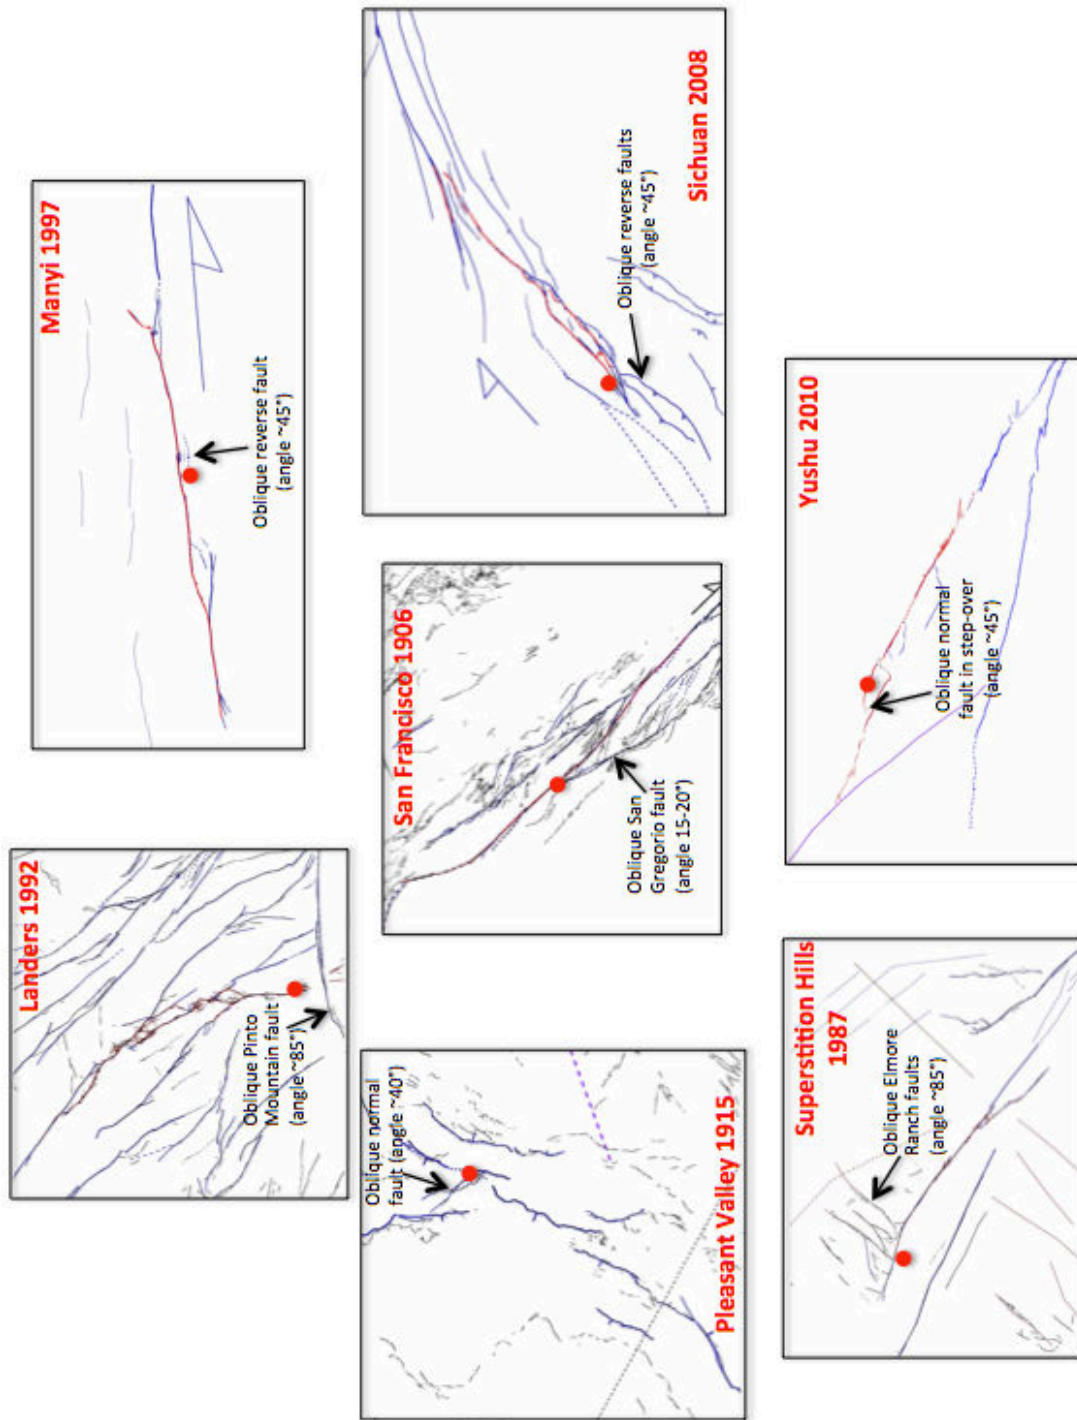 Landers 1992
Oblique Pinto
Mountain fault
(angle ~85°)
Manyi 1997
Oblique reverse fault
(angle ~45°)
Pleasant Valley 1915
Oblique normal
fault (angle ~40°)
San Francisco 1906
Oblique San
Gregorio fault
(angle 15-20°)
Sichuan 2008
Oblique reverse faults
(angle ~45°)
Superstition Hills
1987
Oblique Elmore
Ranch faults
(angle ~85°)
Yushu 2010
Oblique normal
fault in step-over
(angle ~45°)